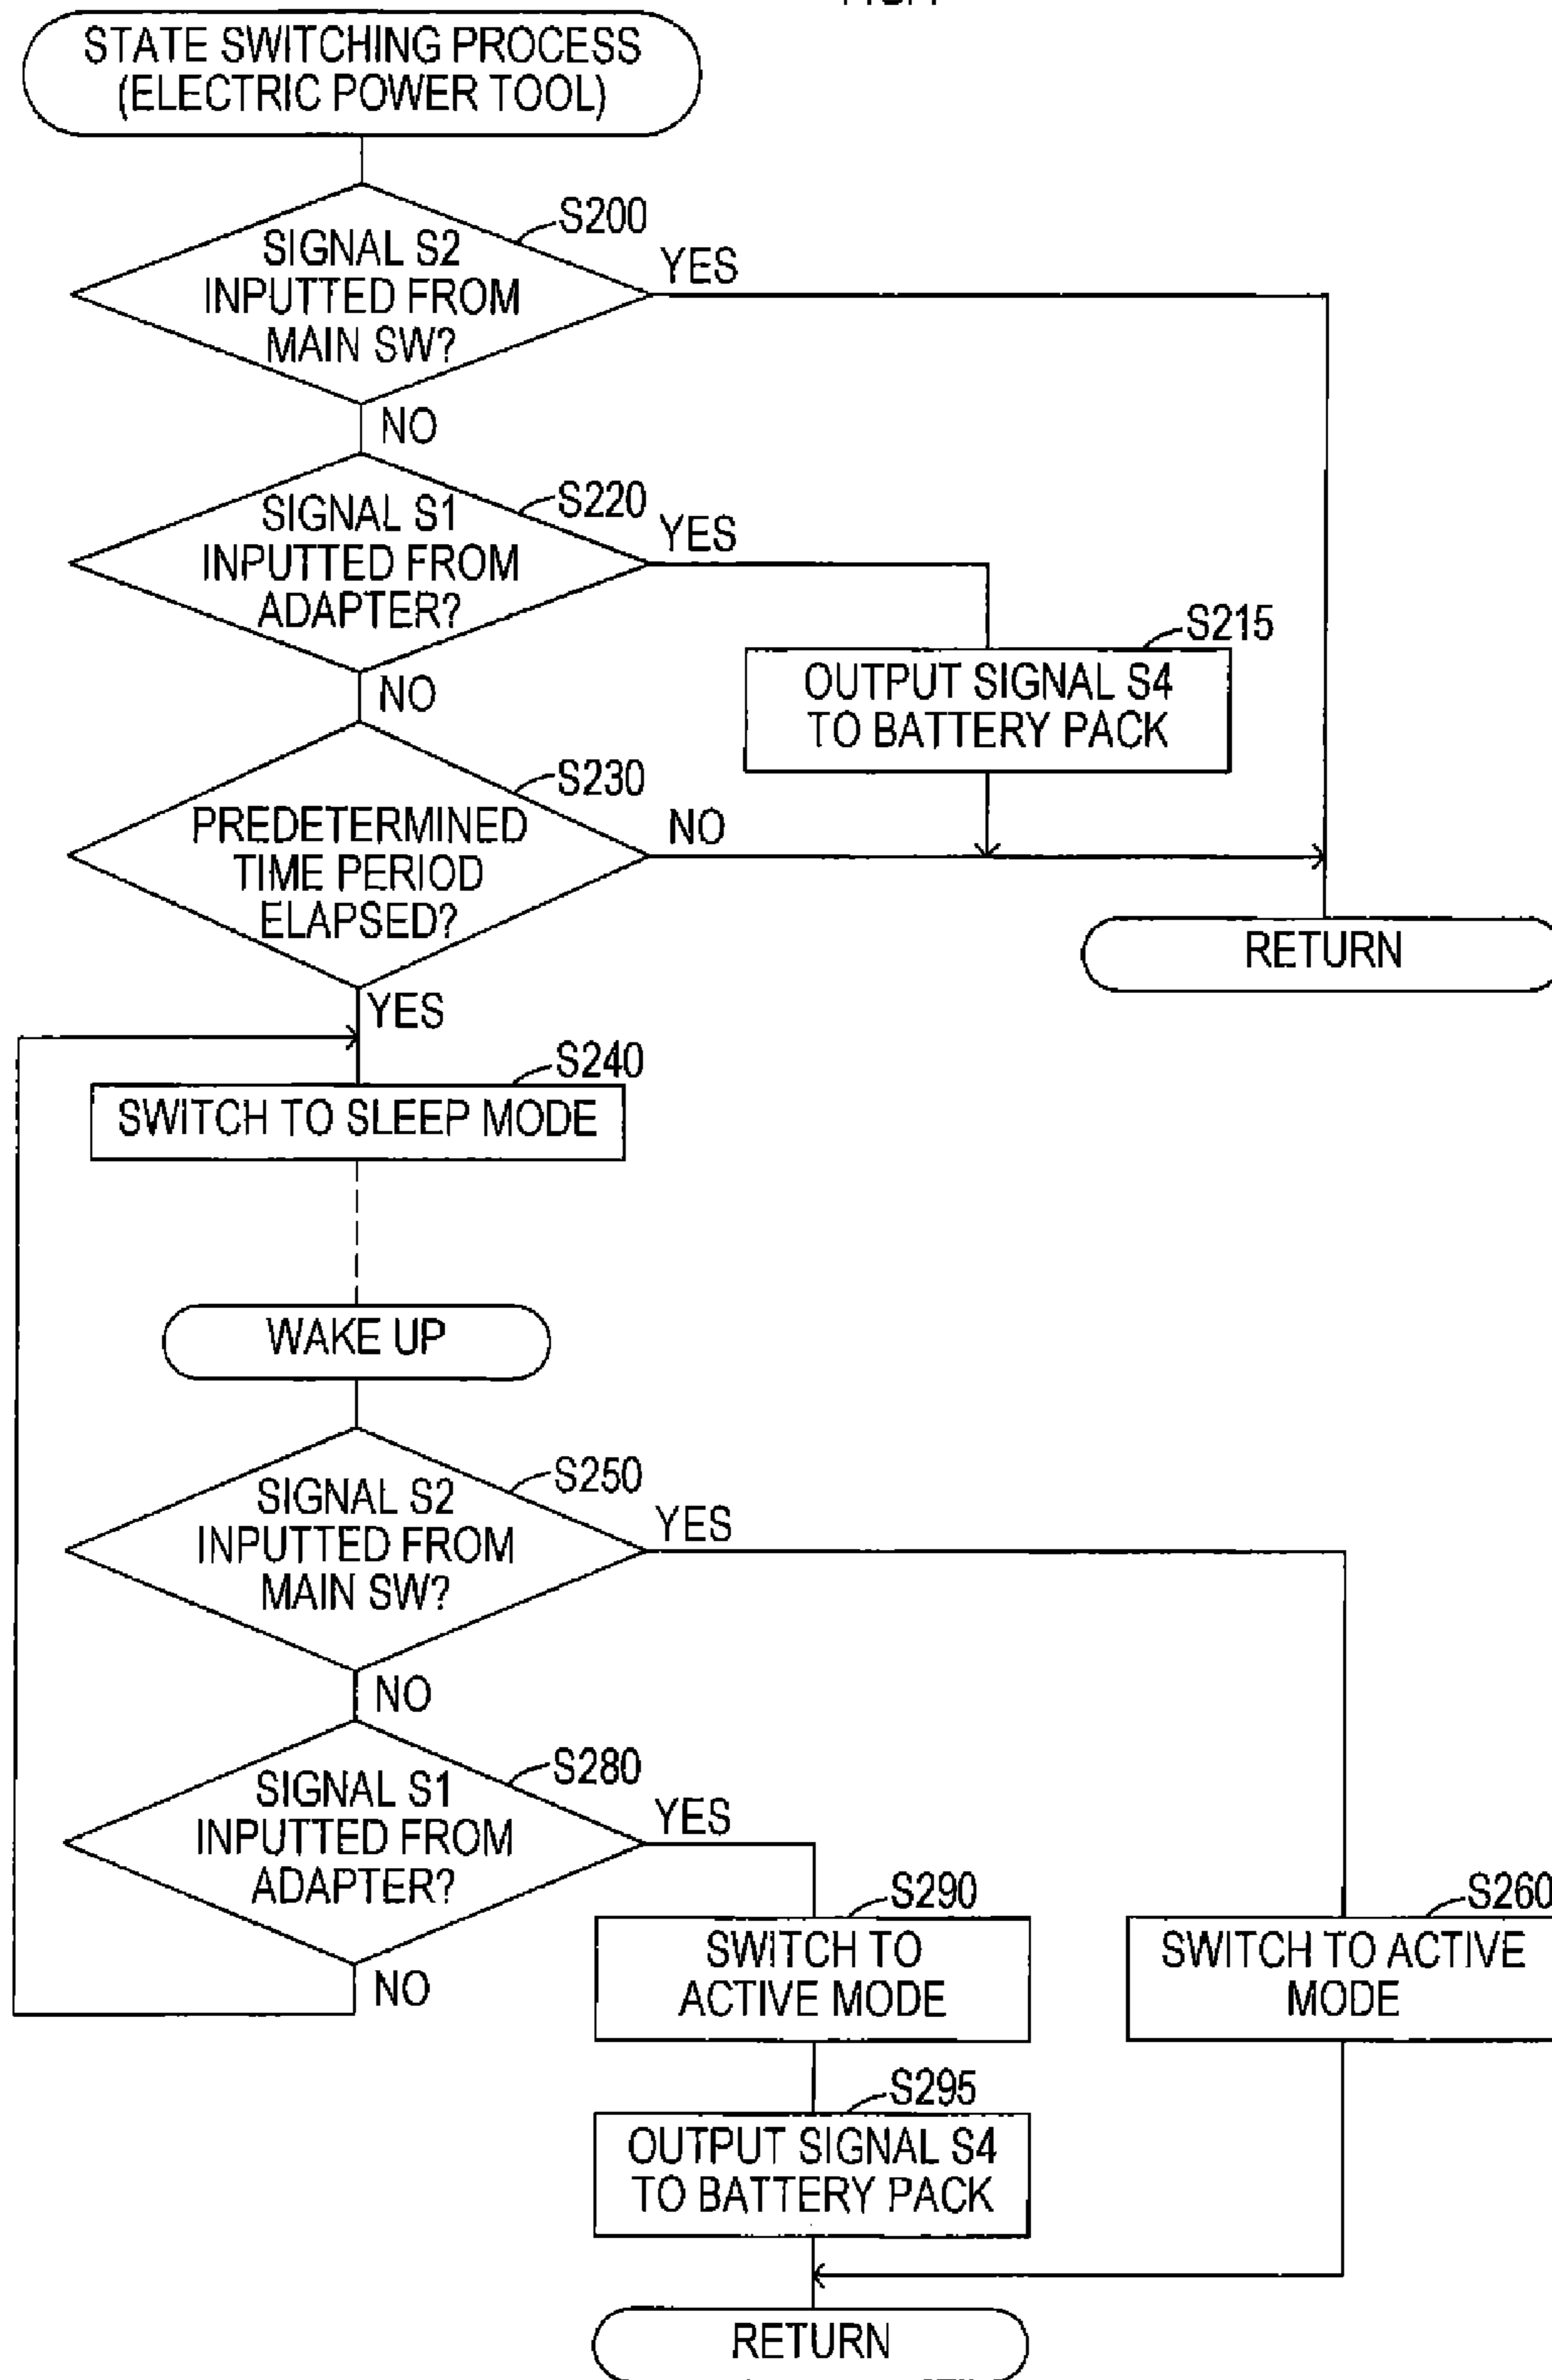 STATE SWITCHING PROCESS
(ELECTRIC POWER TOOL)
S200
SIGNAL S2
INPUTTED FROM
MAIN SW?
YES
NO
S220
SIGNAL S1
INPUTTED FROM
ADAPTER?
YES
S215
OUTPUT SIGNAL S4
TO BATTERY PACK
NO
S230
PREDETERMINED
TIME PERIOD
ELAPSED?
NO
RETURN
YES
S240
SWITCH TO SLEEP MODE
WAKE UP
S250
SIGNAL S2
INPUTTED FROM
MAIN SW?
YES
NO
S280
SIGNAL S1
INPUTTED FROM
ADAPTER?
YES
NO
S290
SWITCH TO
ACTIVE MODE
S260
SWITCH TO ACTIVE
MODE
S295
OUTPUT SIGNAL S4
TO BATTERY PACK
RETURN